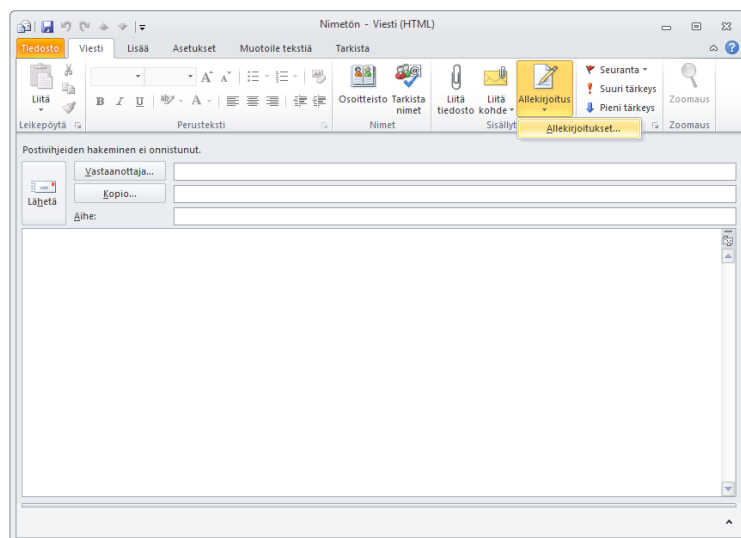 Nimetön - Viesti (HTML)
Tiedosto Viesti Lisää Asetukset Muotoile tekstiä Tarkista
Liitä
Leikepöytä
B I U
Perusteksti
Osoitteisto Tarkista nimet
Nimet
Liitä tiedosto Liitä kohde
Allekirjoitus
Sisällyt
Allekirjoitukset...
Seuranta
Suuri tärkeys
Pieni tärkeys
Zoomaus
Zoomaus
Postivihjeiden hakeminen ei onnistunut.
Lähetä
Vastaanottaja...
Kopio...
Aihe: